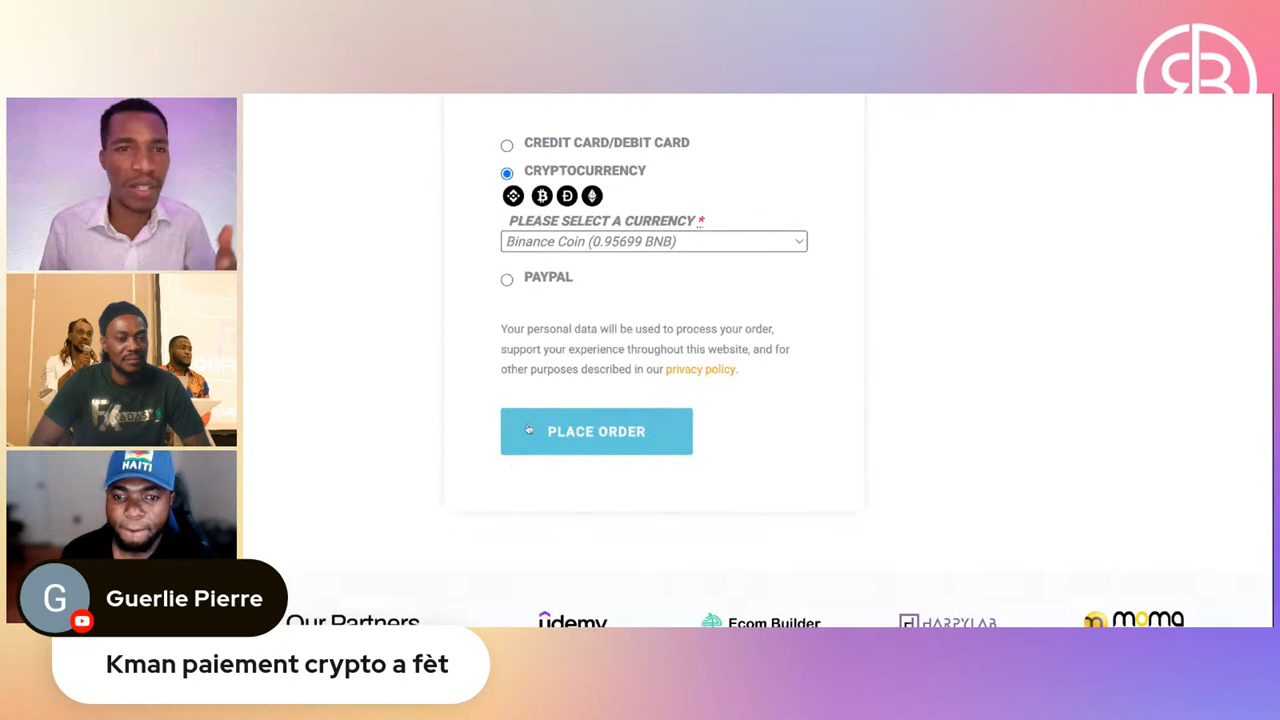 CREDIT CARD/DEBIT CARD
CRYPTOCURRENCY
PLEASE SELECT A CURRENCY *
Binance Coin (0.95699 BNB)
PAYPAL
Your personal data will be used to process your order,
support your experience throughout this website, and for
other purposes described in our privacy policy.
PLACE ORDER
HAITI
G
Guerlie Pierre
Kman paiement crypto a fèt
Our Partners
ûdemy
Ecom Builder
HARPYLAB
moma